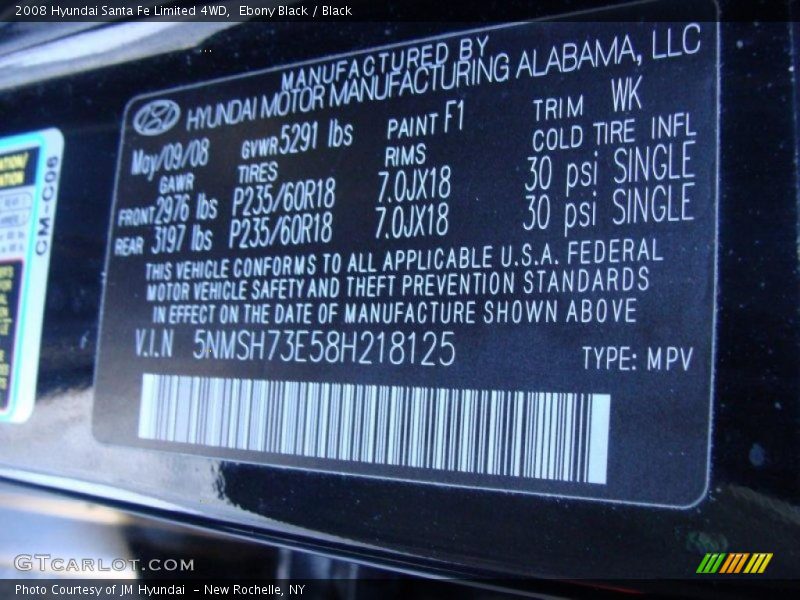 2008 Hyundai Santa Fe Limited 4WD,  Ebony Black / Black
MANUFACTURED BY
HYUNDAI MOTOR MANUFACTURING ALABAMA, LLC
May/09/08 GVWR 5291 lbs PAINT F1 TRIM WK
GAWR TIRES RIMS COLD TIRE INFL
FRONT 2976 lbs P235/60R18 7.0JX18 30 psi SINGLE
REAR 3197 lbs P235/60R18 7.0JX18 30 psi SINGLE
THIS VEHICLE CONFORMS TO ALL APPLICABLE U.S.A. FEDERAL
MOTOR VEHICLE SAFETY AND THEFT PREVENTION STANDARDS
IN EFFECT ON THE DATE OF MANUFACTURE SHOWN ABOVE
V.I.N 5NMSH73E58H218125 TYPE: MPV
CM-C06
GTCARLOT.COM
Photo Courtesy of JM Hyundai  - New Rochelle, NY